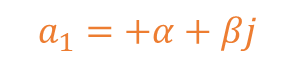 a₁ = +α + βj